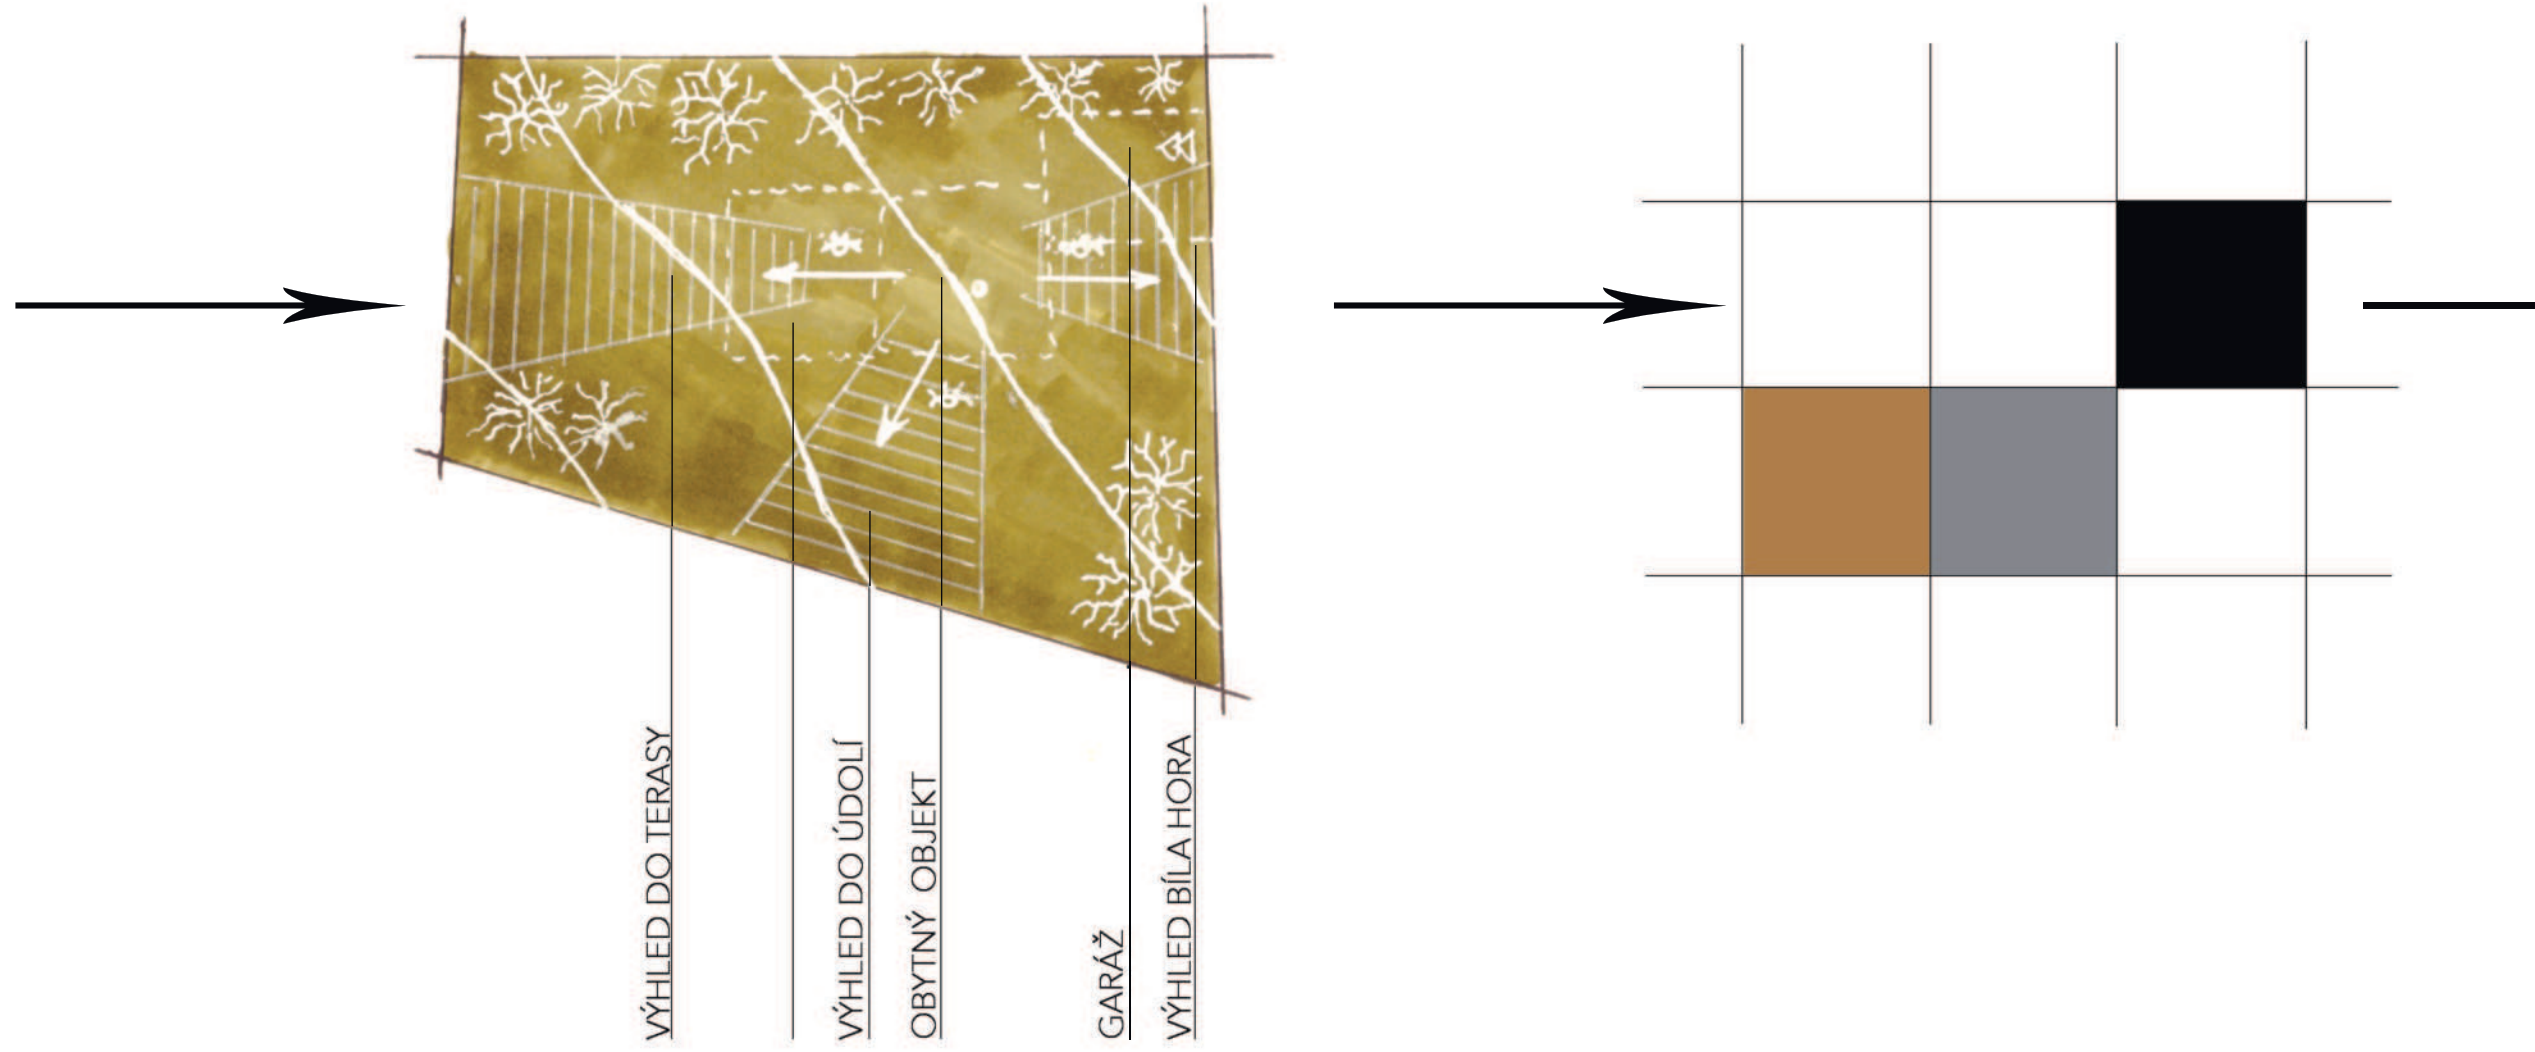 VÝHLED DO TERASY
VÝHLED DO ÚDOLÍ
OBYTNÝ OBJEKT
GARÁŽ
VÝHLED BÍLA HORA